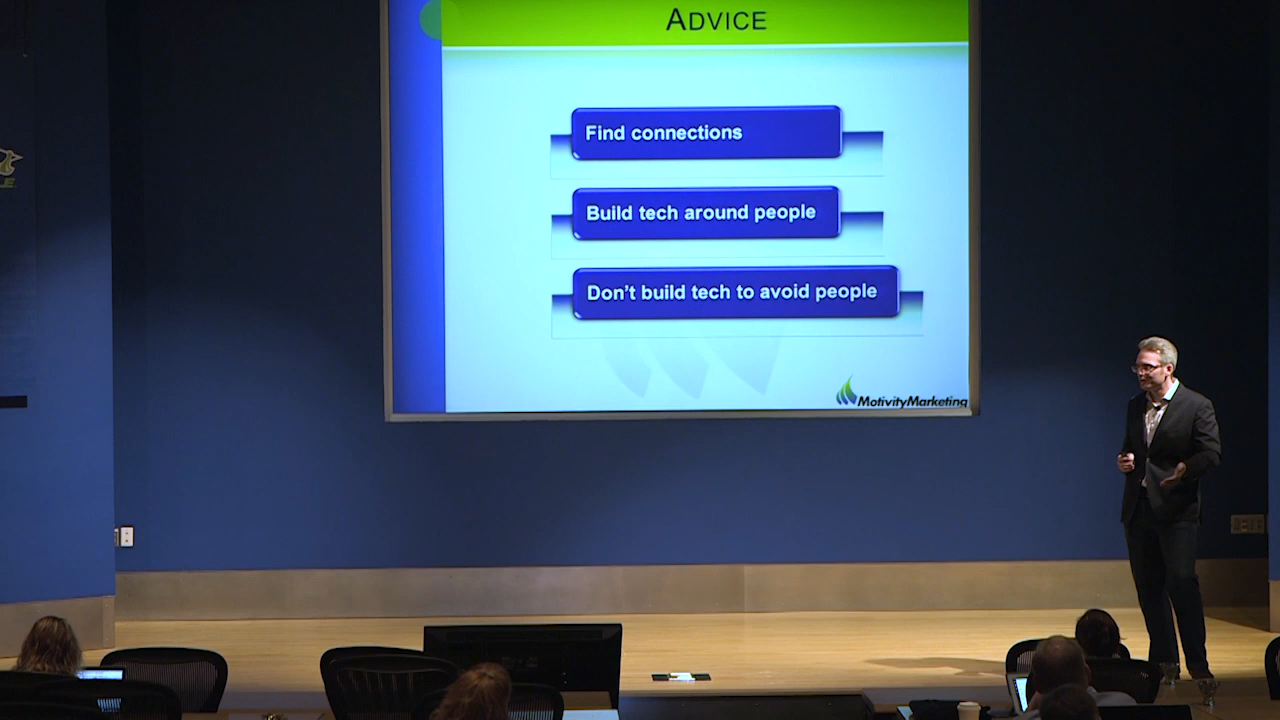 ADVICE
Find connections
Build tech around people
Don't build tech to avoid people
MotivityMarketing